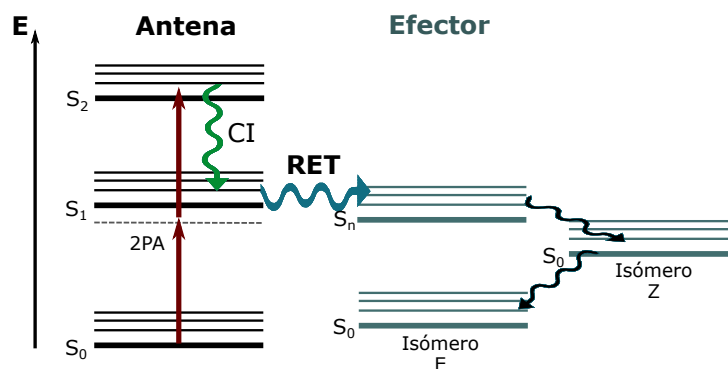 E
Antena
Efector
S2
CI
RET
S1
2PA
Sn
S0
Isómero
Z
S0
S0
Isómero
E